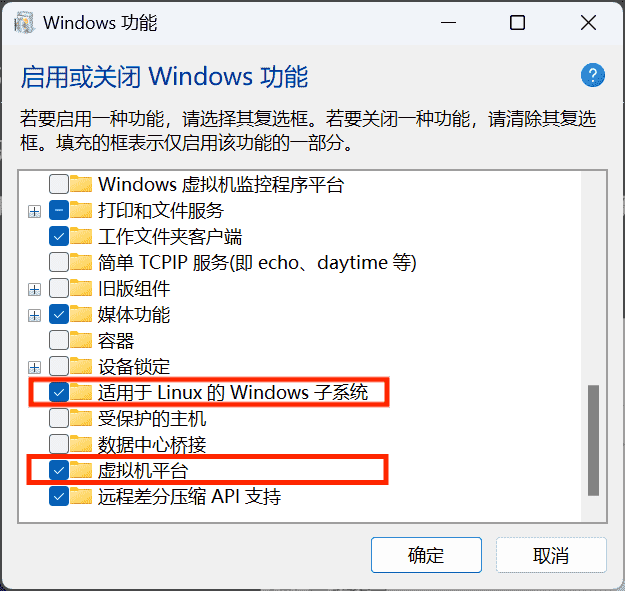 Windows 功能
启用或关闭 Windows 功能
?
若要启用一种功能，请选择其复选框。若要关闭一种功能，请清除其复选
框。填充的框表示仅启用该功能的一部分。
Windows 虚拟机监控程序平台
打印和文件服务
工作文件夹客户端
简单 TCPIP 服务(即 echo、daytime 等)
旧版组件
媒体功能
容器
设备锁定
适用于 Linux 的 Windows 子系统
受保护的主机
数据中心桥接
虚拟机平台
远程差分压缩 API 支持
确定
取消